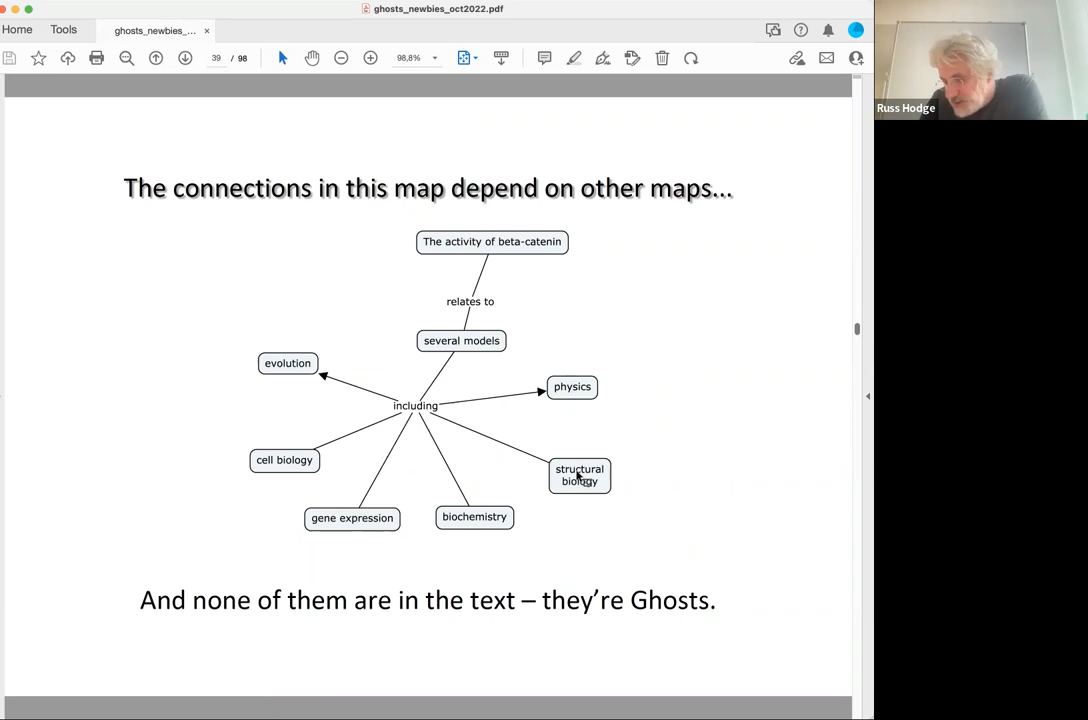 ghosts_newbies_oct2022.pdf
Home
Tools
ghosts_newbies_...
39 / 98
98,8%
Russ Hodge
The connections in this map depend on other maps...
The activity of beta-catenin
relates to
several models
evolution
physics
including
cell biology
structural
biology
gene expression
biochemistry
And none of them are in the text – they’re Ghosts.